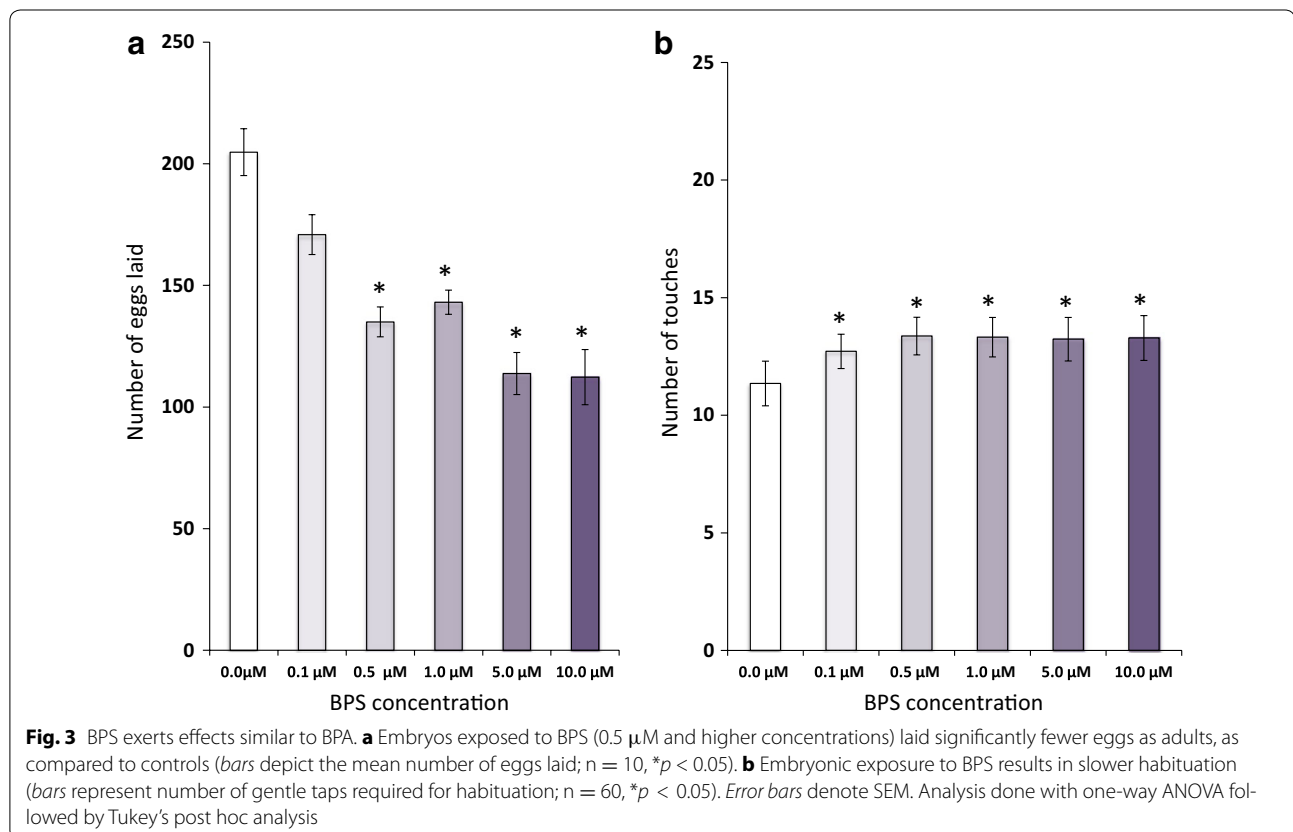 a
b
250
200
150
100
50
0
Number of eggs laid
*
*
*
*
0.0µM 0.1 µM 0.5 µM 1.0 µM 5.0 µM 10.0 µM
BPS concentration
25
20
15
10
5
0
Number of touches
*
*
*
*
*
0.0 µM 0.1 µM 0.5 µM 1.0 µM 5.0 µM 10.0 µM
BPS concentration
Fig. 3 BPS exerts effects similar to BPA. a Embryos exposed to BPS (0.5 µM and higher concentrations) laid significantly fewer eggs as adults, as
compared to controls (bars depict the mean number of eggs laid; n = 10, *p < 0.05). b Embryonic exposure to BPS results in slower habituation
(bars represent number of gentle taps required for habituation; n = 60, *p < 0.05). Error bars denote SEM. Analysis done with one-way ANOVA fol-
lowed by Tukey's post hoc analysis